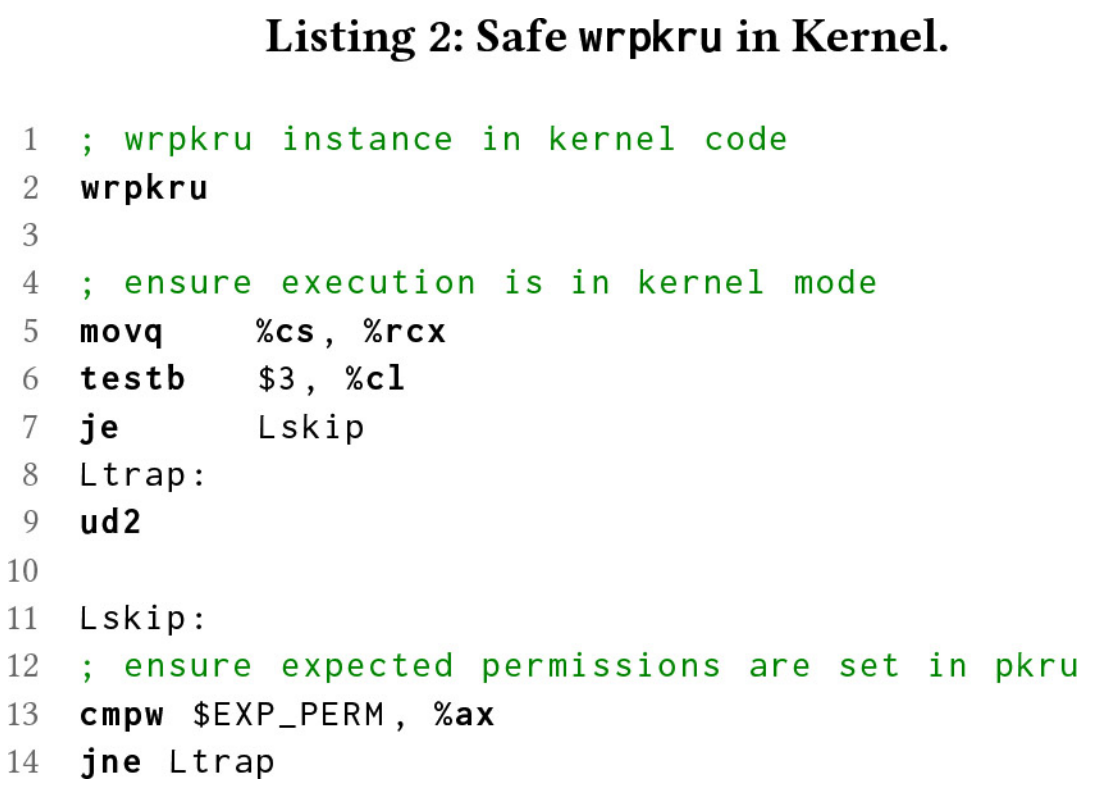 Listing 2: Safe wrpkru in Kernel.
1 ; wrpkru instance in kernel code
2 wrpkru
3
4 ; ensure execution is in kernel mode
5 movq %cs, %rcx
6 testb $3, %cl
7 je Lskip
8 Ltrap:
9 ud2
10
11 Lskip:
12 ; ensure expected permissions are set in pkru
13 cmpw $EXP_PERM, %ax
14 jne Ltrap